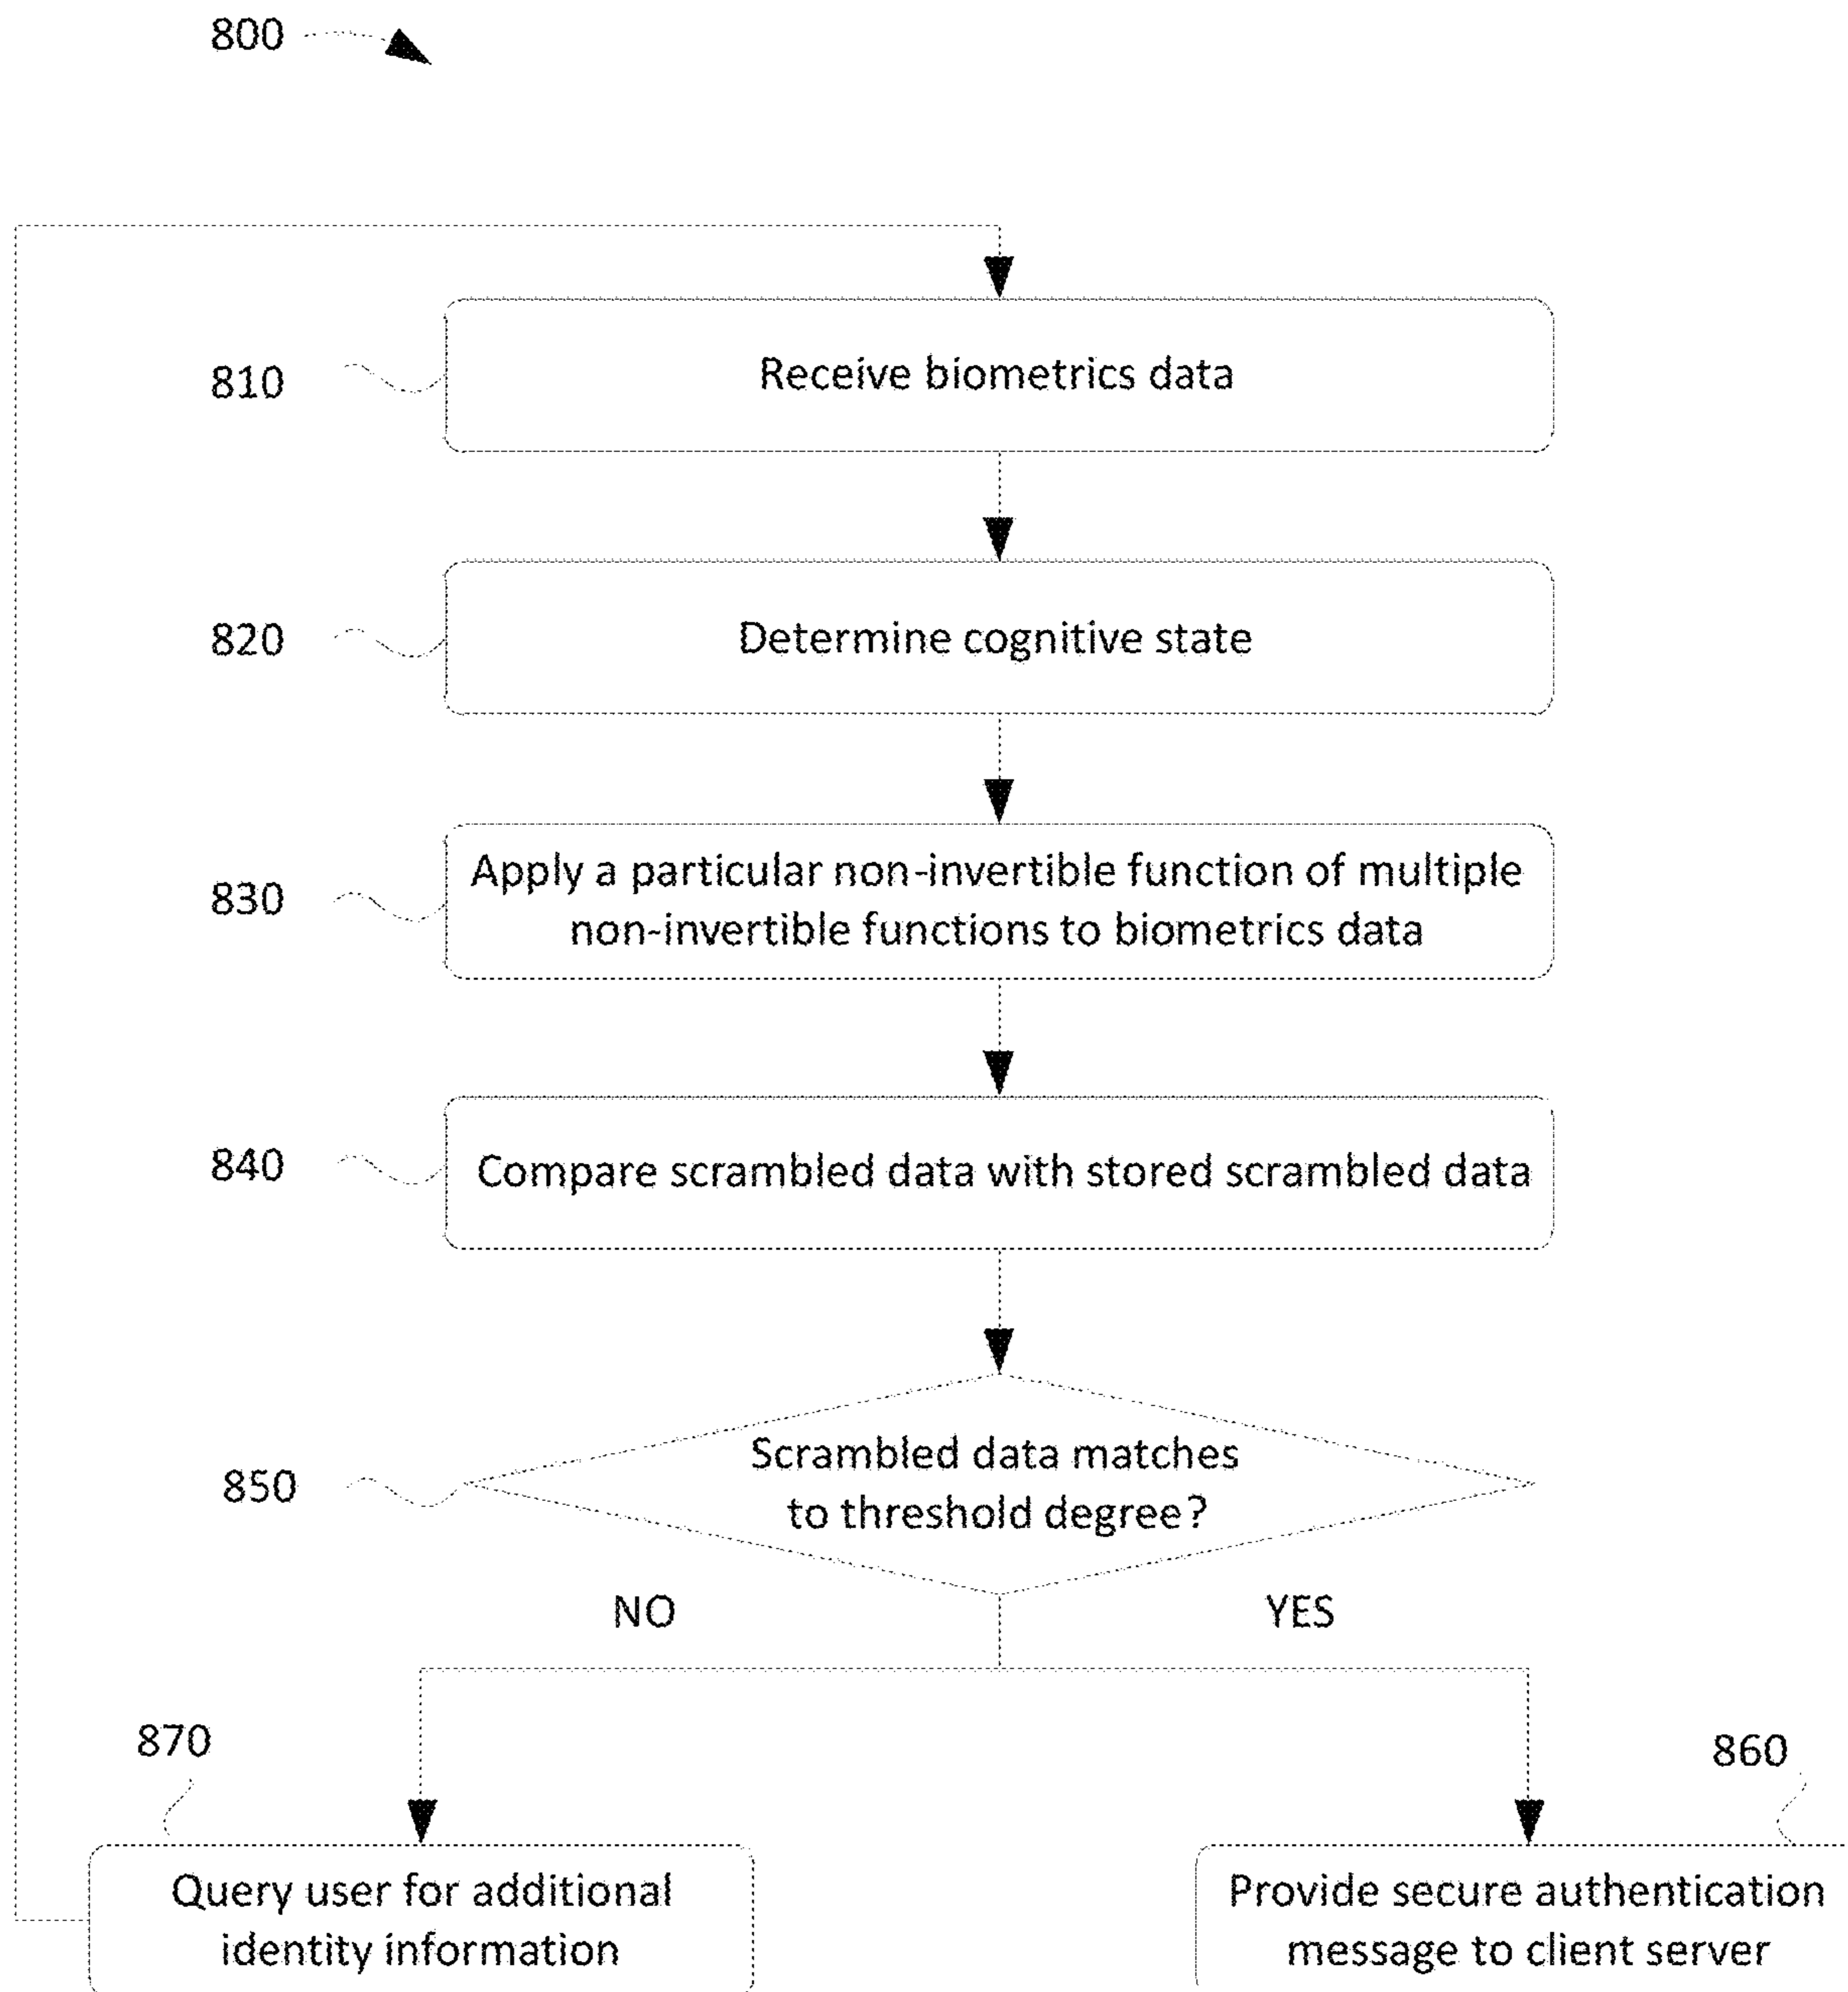 800
810
Receive biometrics data
820
Determine cognitive state
830
Apply a particular non-invertible function of multiple
non-invertible functions to biometrics data
840
Compare scrambled data with stored scrambled data
850
Scrambled data matches
to threshold degree?
NO
YES
870
860
Query user for additional
identity information
Provide secure authentication
message to client server